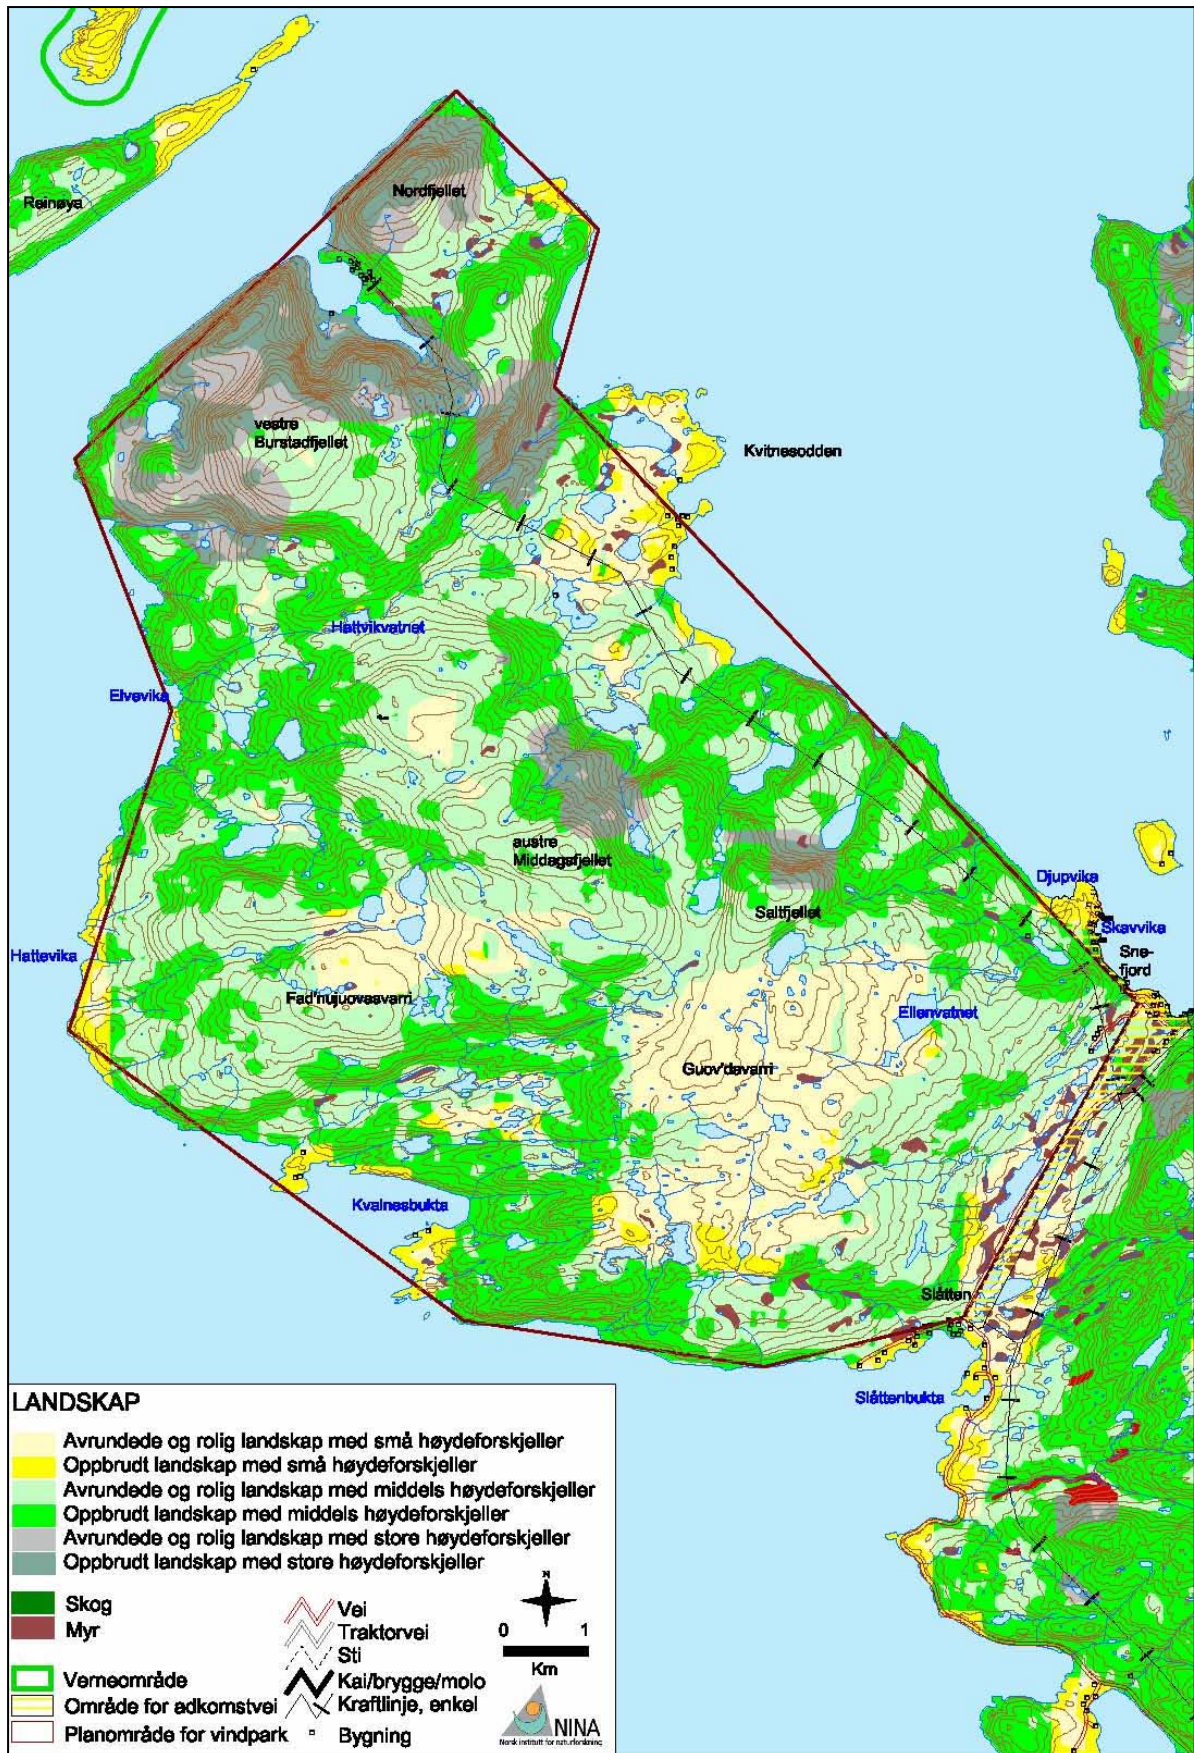 Reinøya
Nordfjellet
vestre
Burstadfjellet
Kvitnesodden
Hattvikvatnet
Elvevika
austre
Middagsfjellet
Djupvika
Saltfjellet
Skavvika
Sne-
fjord
Hattevika
Fad'nujuovasvarri
Ellenvatnet
Guov'davarri
Kvalnesbukta
Slåtten
Slåttenbukta
LANDSKAP
Avrundede og rolig landskap med små høydeforskjeller
Oppbrudt landskap med små høydeforskjeller
Avrundede og rolig landskap med middels høydeforskjeller
Oppbrudt landskap med middels høydeforskjeller
Avrundede og rolig landskap med store høydeforskjeller
Oppbrudt landskap med store høydeforskjeller
Skog
Myr
Verneområde
Område for adkomstvei
Planområde for vindpark
Vei
Traktorvei
Sti
Kai/brygge/molo
Kraftlinje, enkel
Bygning
N
0 1
Km
NINA
Norsk institutt for naturforskning